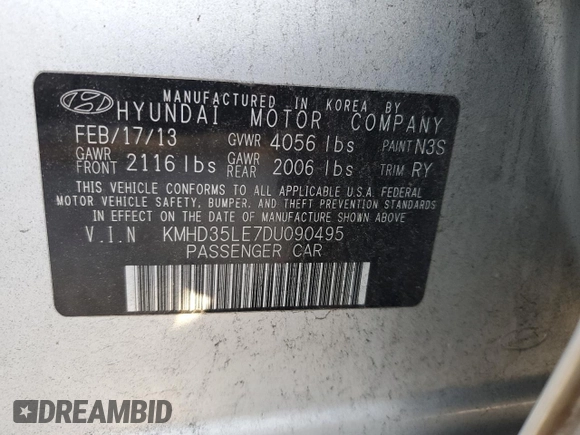 MANUFACTURED IN KOREA BY
HYUNDAI MOTOR COMPANY
FEB/17/13 GVWR 4056 lbs PAINT N3S
GAWR FRONT 2116 lbs GAWR REAR 2006 lbs TRIM RY
THIS VEHICLE CONFORMS TO ALL APPLICABLE U.S.A. FEDERAL
MOTOR VEHICLE SAFETY, BUMPER, AND THEFT PREVENTION STANDARDS
IN EFFECT ON THE DATE OF MANUFACTURE SHOWN ABOVE.
V.I.N KMHD35LE7DU090495
PASSENGER CAR
DREAMBID